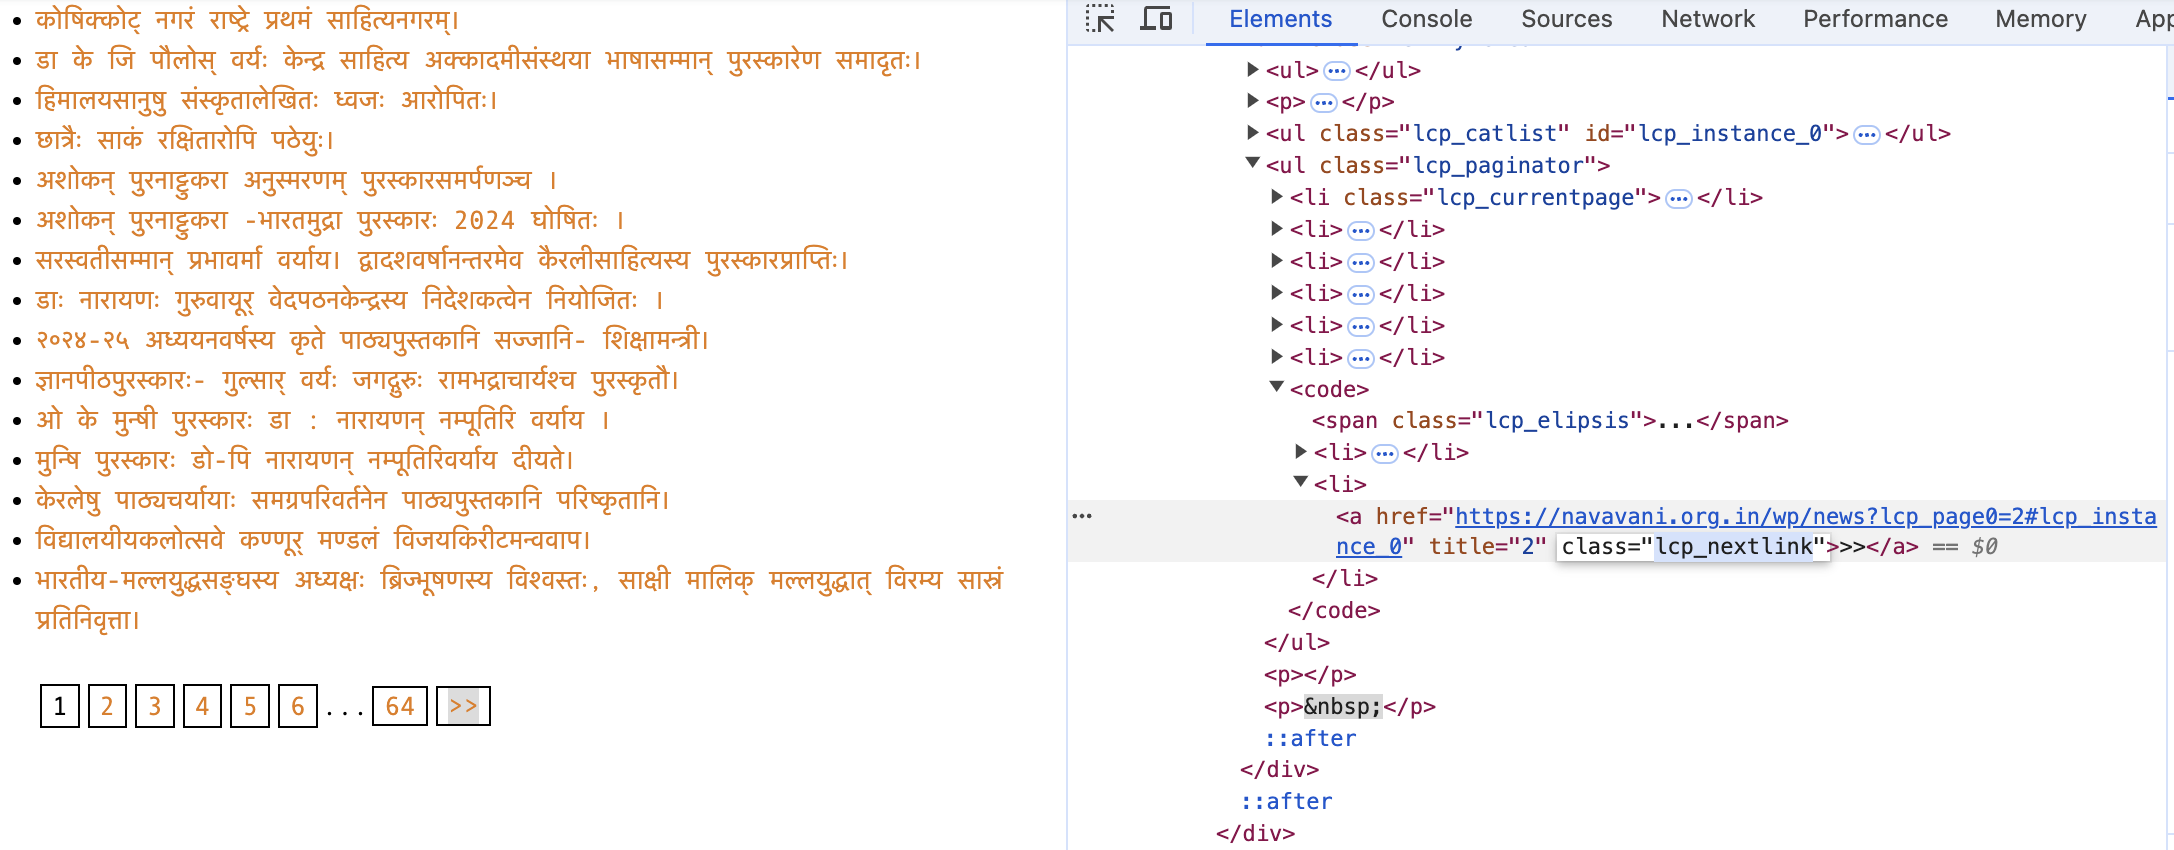 कोषिक्कोट् नगरं राष्ट्रे प्रथमं साहित्यनगरम्।
डा के जि पौलोस् वर्यः केन्द्र साहित्य अक्कादमीसंस्थया भाषासम्मान् पुरस्कारेण समादृतः।
हिमालयसानुषु संस्कृतालेखितः ध्वजः आरोपितः।
छात्रैः साकं रक्षितारोपि पठेयुः।
अशोकन् पुरनाट्टुकरा अनुस्मरणम् पुरस्कारसमर्पणञ्च ।
अशोकन् पुरनाट्टुकरा -भारतमुद्रा पुरस्कारः 2024 घोषितः ।
सरस्वतीसम्मान् प्रभावर्मा वर्याय। द्वादशवर्षानन्तरमेव कैरलीसाहित्यस्य पुरस्कारप्राप्तिः।
डाः नारायणः गुरुवायूर् वेदपठनकेन्द्रस्य निदेशकत्वेन नियोजितः ।
२०२४-२५ अध्ययनवर्षस्य कृते पाठ्यपुस्तकानि सज्जानि- शिक्षामन्त्री।
ज्ञानपीठपुरस्कारः- गुल्सार् वर्यः जगद्गुरुः रामभद्राचार्यश्च पुरस्कृतौ।
ओ के मुन्षी पुरस्कारः डा : नारायणन् नम्पूतिरि वर्याय ।
मुन्षि पुरस्कारः डो-पि नारायणन् नम्पूतिरिवर्याय दीयते।
केरलेषु पाठ्यचर्यायाः समग्रपरिवर्तनेन पाठ्यपुस्तकानि परिष्कृतानि।
विद्यालयीयकलोत्सवे कण्णूर् मण्डलं विजयकिरीटमन्ववाप।
भारतीय-मल्लयुद्धसङ्घस्य अध्यक्षः ब्रिज्भूषणस्य विश्वस्तः, साक्षी मालिक् मल्लयुद्धात् विरम्य सास्रं
प्रतिनिवृत्ता।
1 2 3 4 5 6 ... 64 >>
Elements Console Sources Network Performance Memory App
<ul>…</ul>
<p>…</p>
<ul class="lcp_catlist" id="lcp_instance_0">…</ul>
<ul class="lcp_paginator">
<li class="lcp_currentpage">…</li>
<li>…</li>
<li>…</li>
<li>…</li>
<li>…</li>
<li>…</li>
<code>
<span class="lcp_elipsis">...</span>
<li>…</li>
<li>
<a href="https://navavani.org.in/wp/news?lcp_page0=2#lcp_insta
nce_0" title="2" class="lcp_nextlink">>></a> == $0
</li>
</code>
</ul>
<p></p>
<p>&nbsp;</p>
::after
</div>
::after
</div>